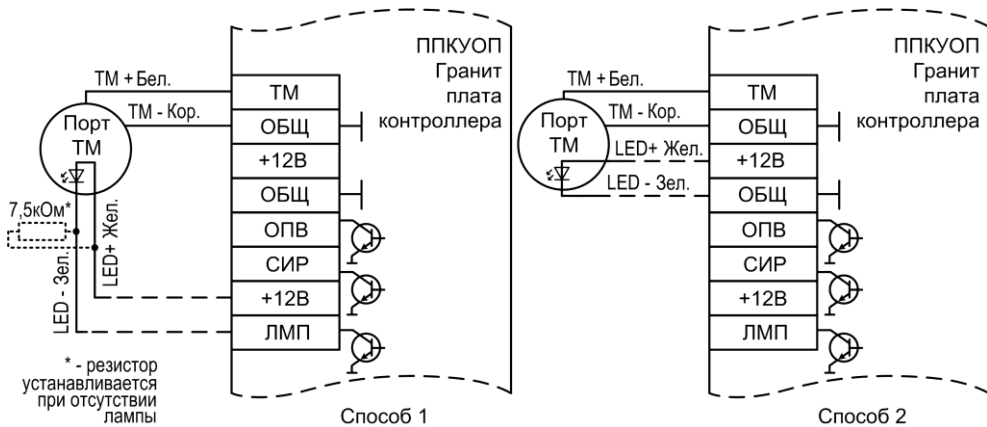 ППКУОП
Гранит
плата
контроллера
ТМ + Бел.
ТМ - Кор.
Порт
ТМ
7,5кОм*
LED - Зел.
LED+ Жел.
ТМ
ОБЩ
+12В
ОБЩ
ОПВ
СИР
+12В
ЛМП
* - резистор
устанавливается
при отсутствии
лампы
Способ 1
ППКУОП
Гранит
плата
контроллера
ТМ + Бел.
ТМ - Кор.
Порт
ТМ
LED+ Жел.
LED - Зел.
ТМ
ОБЩ
+12В
ОБЩ
ОПВ
СИР
+12В
ЛМП
Способ 2